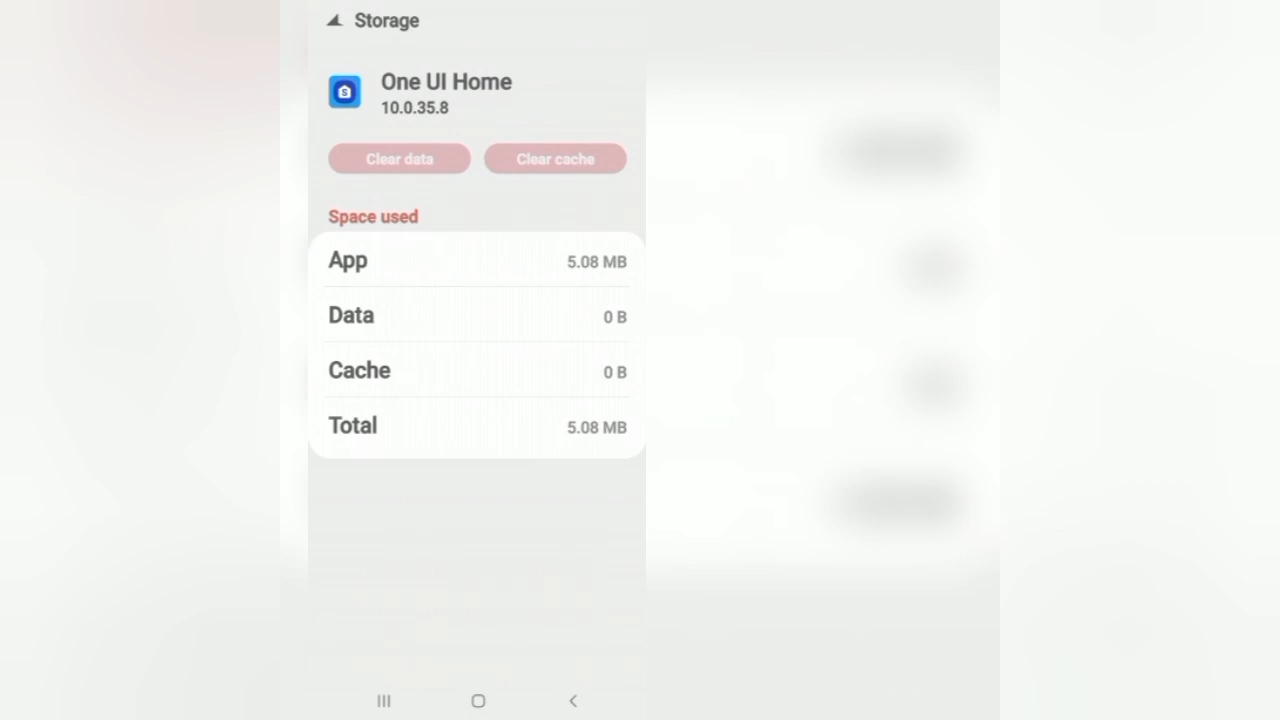 Storage
One UI Home
10.0.35.8
Clear data
Clear cache
Space used
App 5.08 MB
Data 0 B
Cache 0 B
Total 5.08 MB